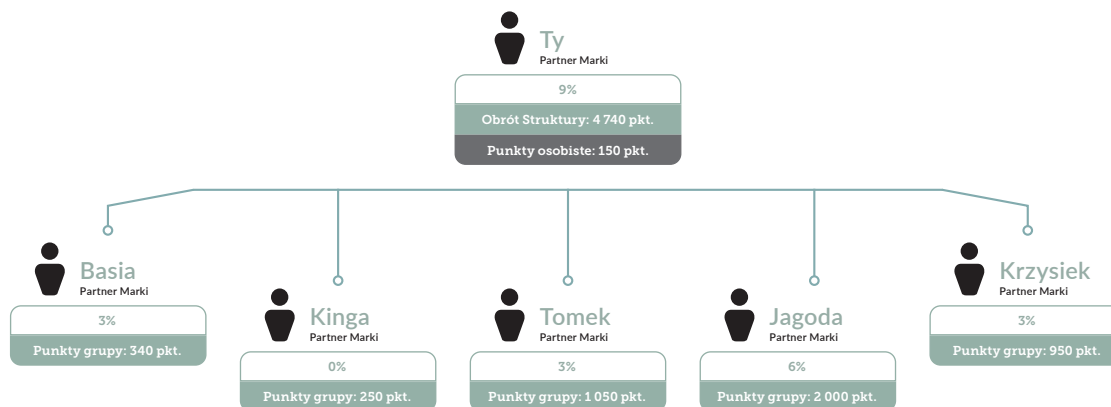 Ty
Partner Marki
9%
Obrót Struktury: 4 740 pkt.
Punkty osobiste: 150 pkt.
Basia
Partner Marki
3%
Punkty grupy: 340 pkt.
Kinga
Partner Marki
0%
Punkty grupy: 250 pkt.
Tomek
Partner Marki
3%
Punkty grupy: 1 050 pkt.
Jagoda
Partner Marki
6%
Punkty grupy: 2 000 pkt.
Krzysiek
Partner Marki
3%
Punkty grupy: 950 pkt.